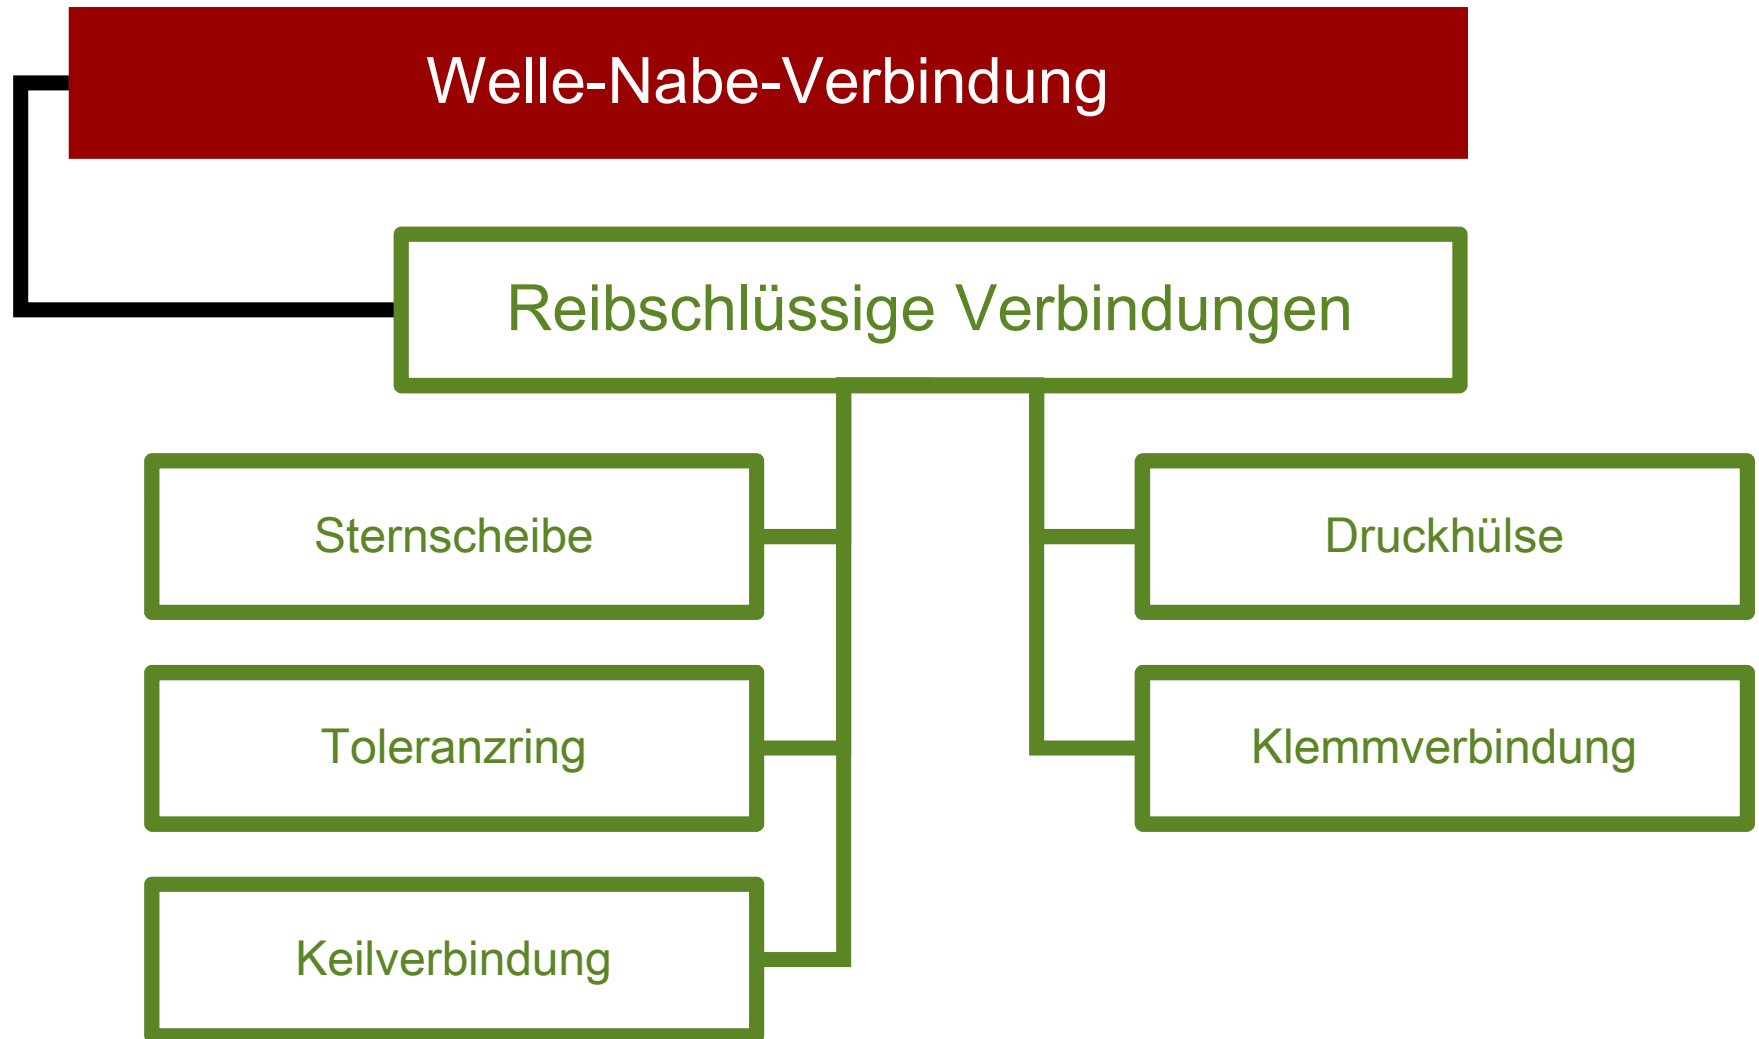 Welle-Nabe-Verbindung
Reibschlüssige Verbindungen
Sternscheibe
Druckhülse
Toleranzring
Klemmverbindung
Keilverbindung